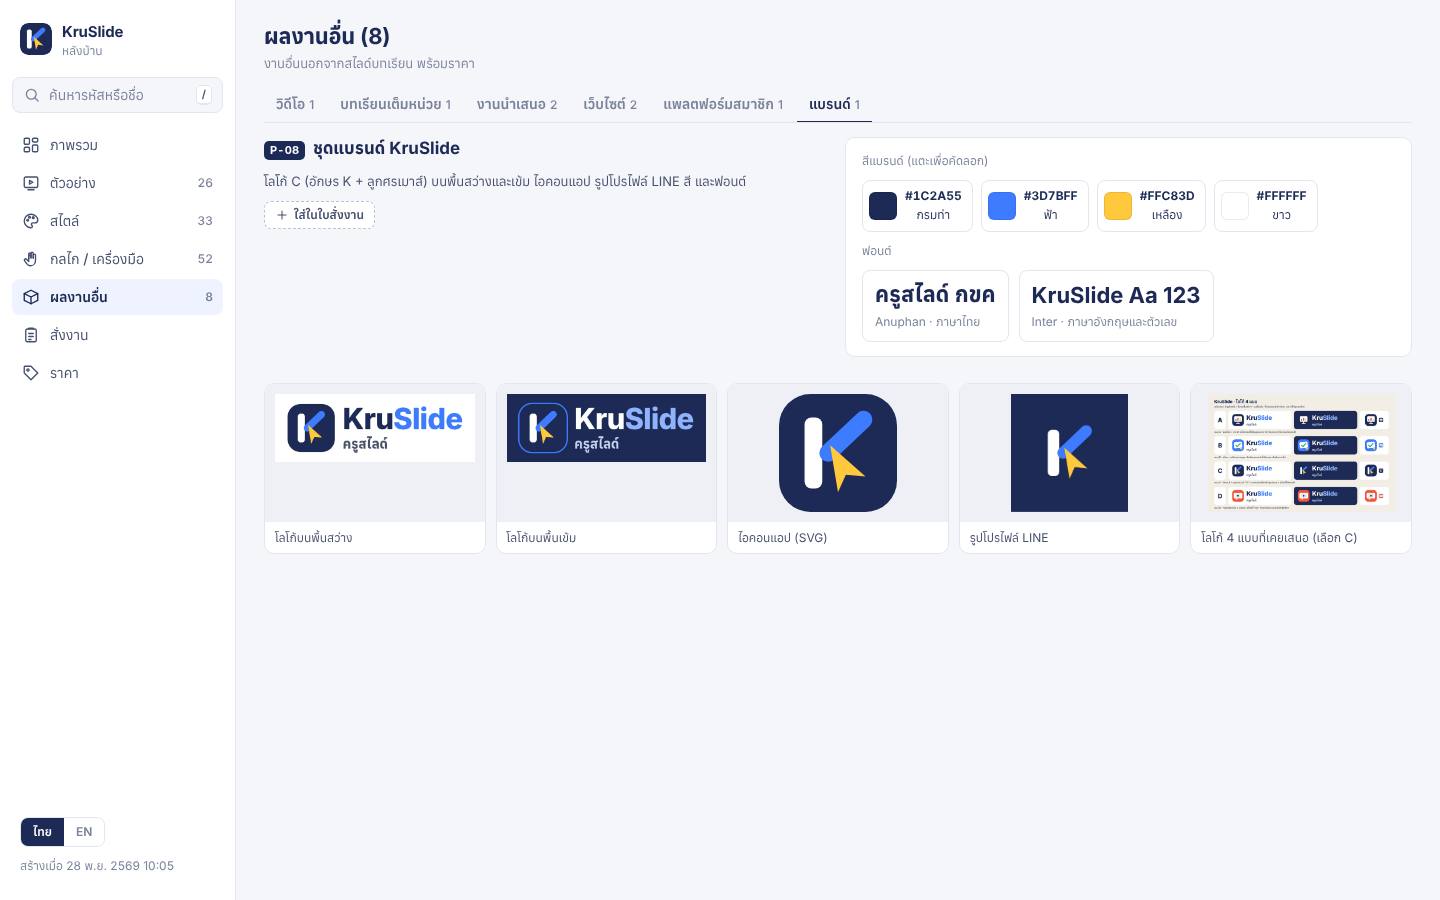 KruSlide
หลังบ้าน
ค้นหารหัสหรือชื่อ /
ภาพรวม
ตัวอย่าง 26
สไตล์ 33
กลไก / เครื่องมือ 52
ผลงานอื่น 8
สั่งงาน
ราคา
ไทย EN
สร้างเมื่อ 28 พ.ย. 2569 10:05
ผลงานอื่น (8)
งานอื่นนอกจากสไลด์บทเรียน พร้อมราคา
วิดีโอ 1 บทเรียนเต็มหน่วย 1 งานนำเสนอ 2 เว็บไซต์ 2 แพลตฟอร์มสมาชิก 1 แบรนด์ 1
P-08 ชุดแบรนด์ KruSlide
โลโก้ C (อักษร K + ลูกศรเมาส์) บนพื้นสว่างและเข้ม ไอคอนแอป รูปโปรไฟล์ LINE สี และฟอนต์
+ ใส่ในใบสั่งงาน
สีแบรนด์ (แตะเพื่อคัดลอก)
#1C2A55 #3D7BFF #FFC83D #FFFFFF
กรมท่า ฟ้า เหลือง ขาว
ฟอนต์
ครูสไลด์ กขค KruSlide Aa 123
Anuphan · ภาษาไทย Inter · ภาษาอังกฤษและตัวเลข
KruSlide
ครูสไลด์
KruSlide
ครูสไลด์
KruSlide · โลโก้ 4 แบบ
A KruSlide KruSlide
B KruSlide KruSlide
C KruSlide KruSlide
D KruSlide KruSlide
โลโก้บนพื้นสว่าง
โลโก้บนพื้นเข้ม
ไอคอนแอป (SVG)
รูปโปรไฟล์ LINE
โลโก้ 4 แบบที่เคยเสนอ (เลือก C)